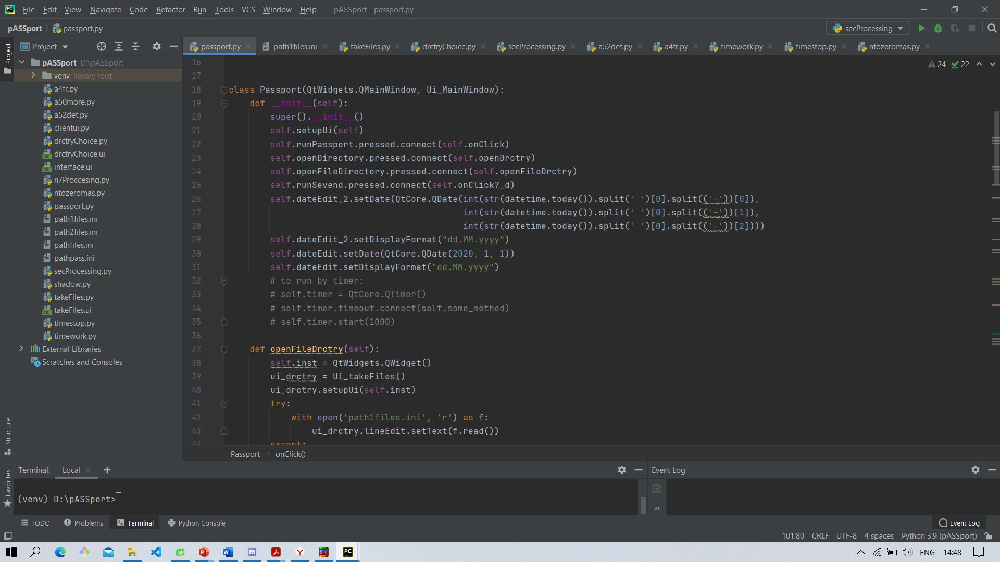 File Edit View Navigate Code Refactor Run Tools VCS Window Help pASSport - passport.py
pASSport passport.py secProcessing
Project
Project
passport.py path1files.ini takeFiles.py drctryChoice.py secProcessing.py a52det.py a4fr.py timework.py timestop.py ntozeromas.py
pASSport D:\pASSport
venv library root
a4fr.py
a50more.py
a52det.py
clientui.py
drctryChoice.py
drctryChoice.ui
interface.ui
n7Proccesing.py
ntozeromas.py
passport.py
path1files.ini
path2files.ini
pathfiles.ini
pathpass.ini
secProcessing.py
shadow.py
takeFiles.py
takeFiles.ui
timestop.py
timework.py
External Libraries
Scratches and Consoles
24 22
16
17
18 class Passport(QtWidgets.QMainWindow, Ui_MainWindow):
19     def __init__(self):
20         super().__init__()
21         self.setupUi(self)
22         self.runPassport.pressed.connect(self.onClick)
23         self.openDirectory.pressed.connect(self.openDrctry)
24         self.openFileDirectory.pressed.connect(self.openFileDrctry)
25         self.runSevend.pressed.connect(self.onClick7_d)
26         self.dateEdit_2.setDate(QtCore.QDate(int(str(datetime.today()).split(' ')[0].split(('-'))[0]),
27                                              int(str(datetime.today()).split(' ')[0].split(('-'))[1]),
28                                              int(str(datetime.today()).split(' ')[0].split(('-'))[2])))
29         self.dateEdit_2.setDisplayFormat("dd.MM.yyyy")
30         self.dateEdit.setDate(QtCore.QDate(2020, 1, 1))
31         self.dateEdit.setDisplayFormat("dd.MM.yyyy")
32         # to run by timer:
33         # self.timer = QtCore.QTimer()
34         # self.timer.timeout.connect(self.some_method)
35         # self.timer.start(1000)
36
37     def openFileDrctry(self):
38         self.inst = QtWidgets.QWidget()
39         ui_drctry = Ui_takeFiles()
40         ui_drctry.setupUi(self.inst)
41         try:
42             with open('path1files.ini', 'r') as f:
43                 ui_drctry.lineEdit.setText(f.read())
44         except:
Passport onClick()
Structure
Favorites
Terminal: Local
Event Log
(venv) D:\pASSport>
TODO Problems Terminal Python Console Event Log
101:80 CRLF UTF-8 4 spaces Python 3.9 (pASSport)
ENG 14:48